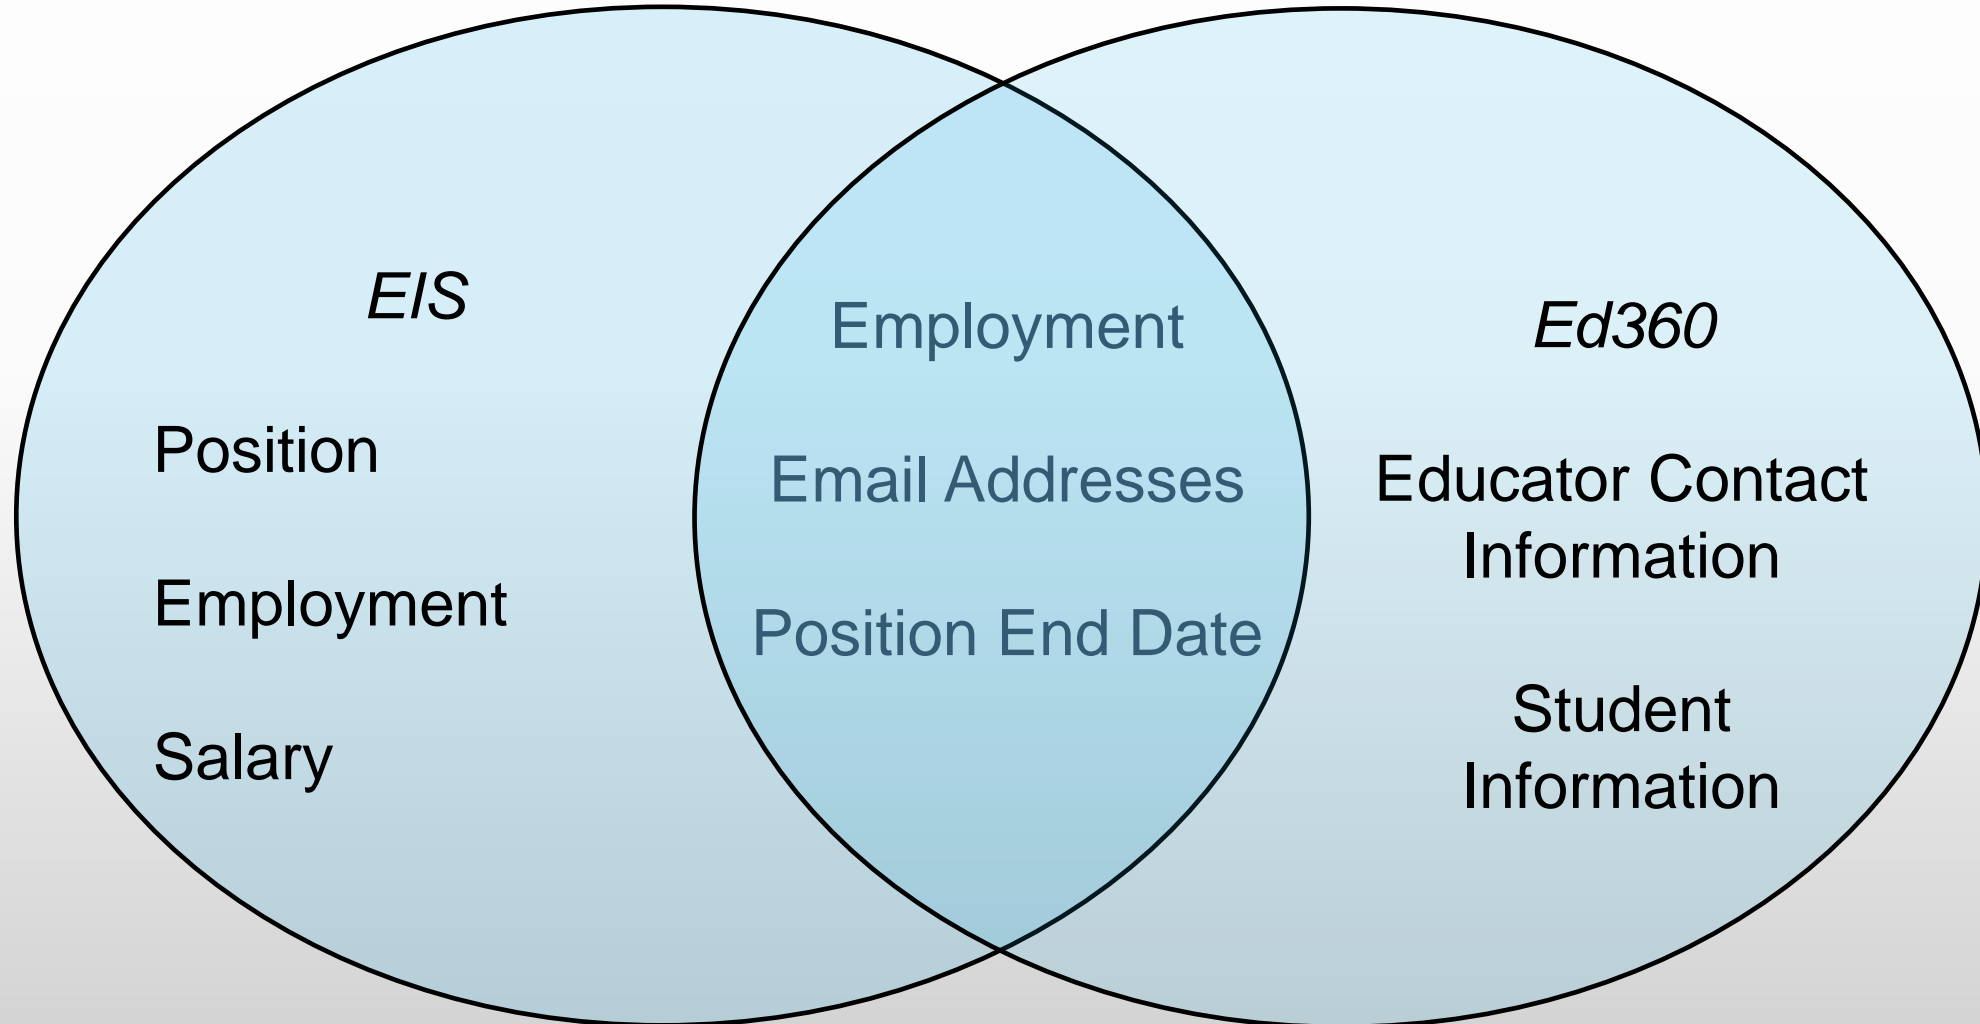 EIS
Position
Employment
Salary
Employment
Email Addresses
Position End Date
Ed360
Educator Contact
Information
Student
Information